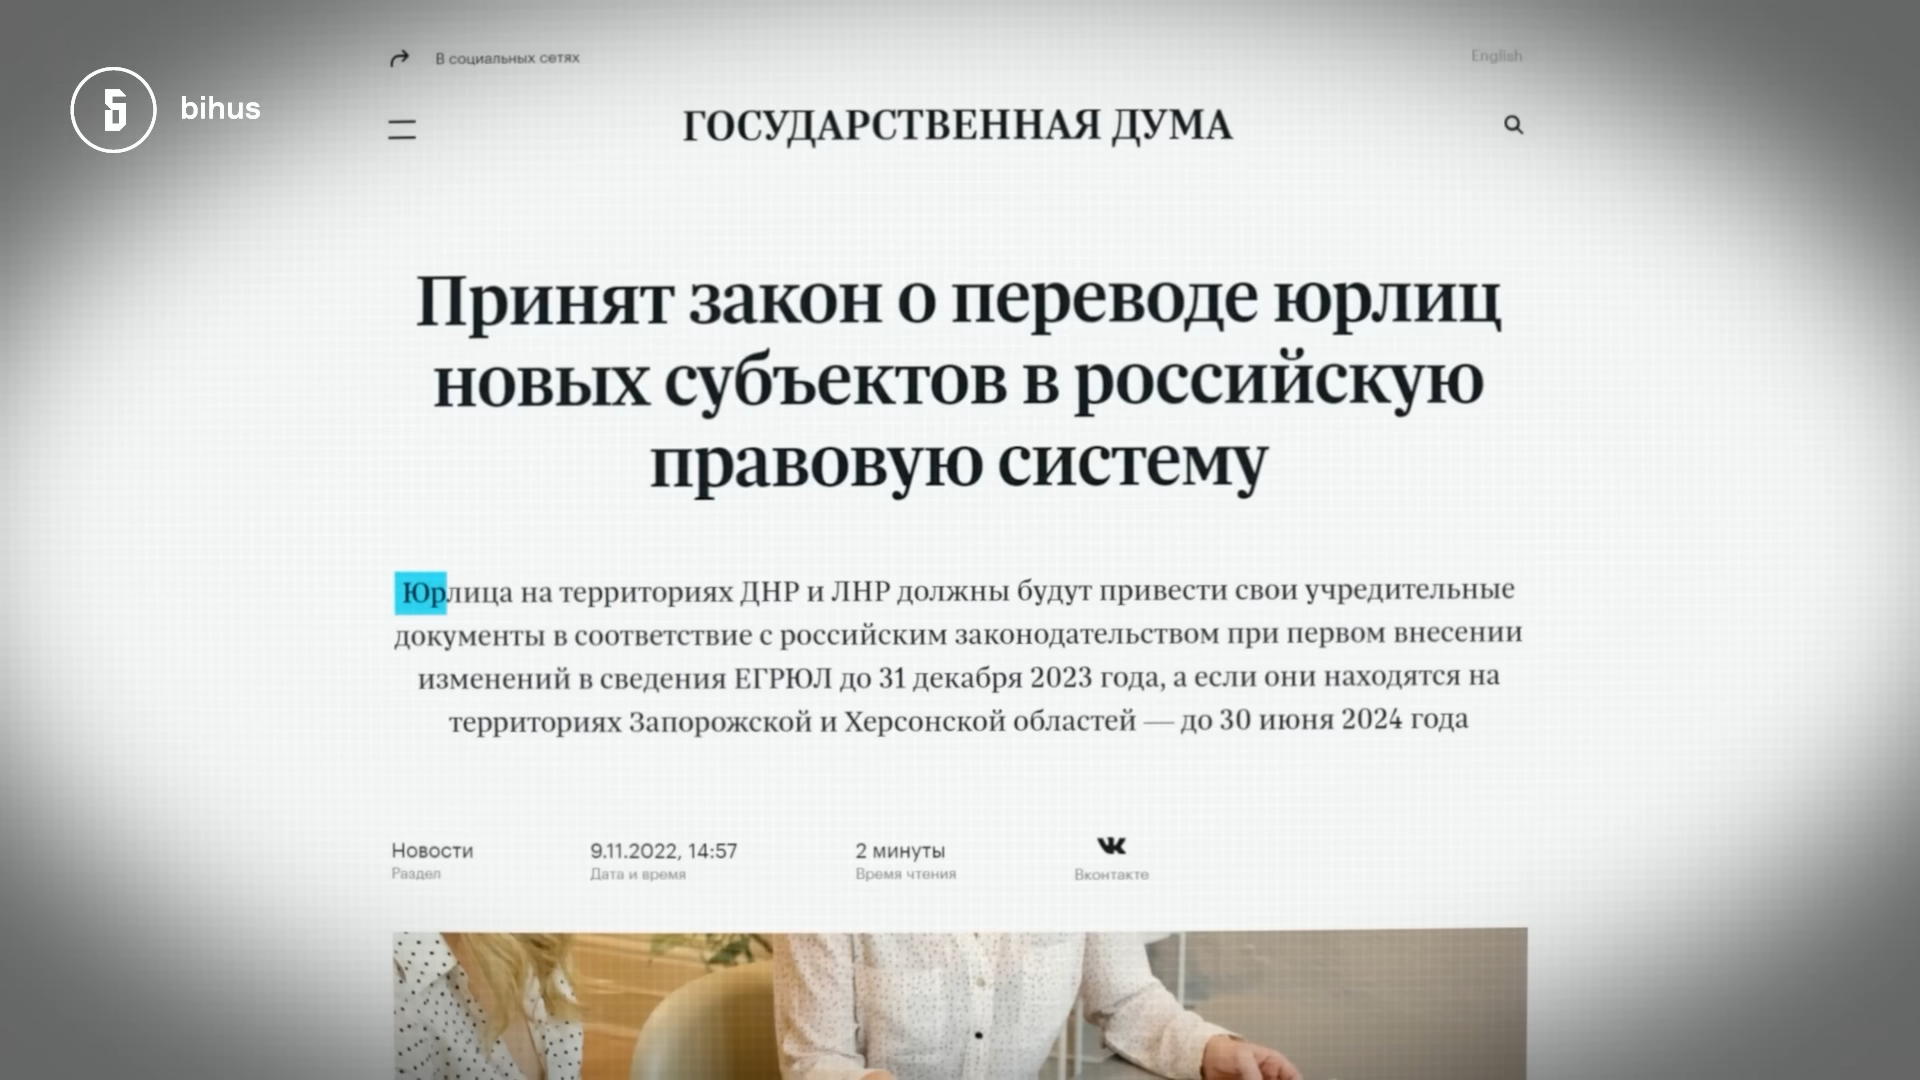 В социальных сетях
English
bihus
ГОСУДАРСТВЕННАЯ ДУМА
Принят закон о переводе юрлиц
новых субъектов в российскую
правовую систему
Юрлица на территориях ДНР и ЛНР должны будут привести свои учредительные
документы в соответствие с российским законодательством при первом внесении
изменений в сведения ЕГРЮЛ до 31 декабря 2023 года, а если они находятся на
территориях Запорожской и Херсонской областей — до 30 июня 2024 года
Новости
Раздел
9.11.2022, 14:57
Дата и время
2 минуты
Время чтения
Вконтакте